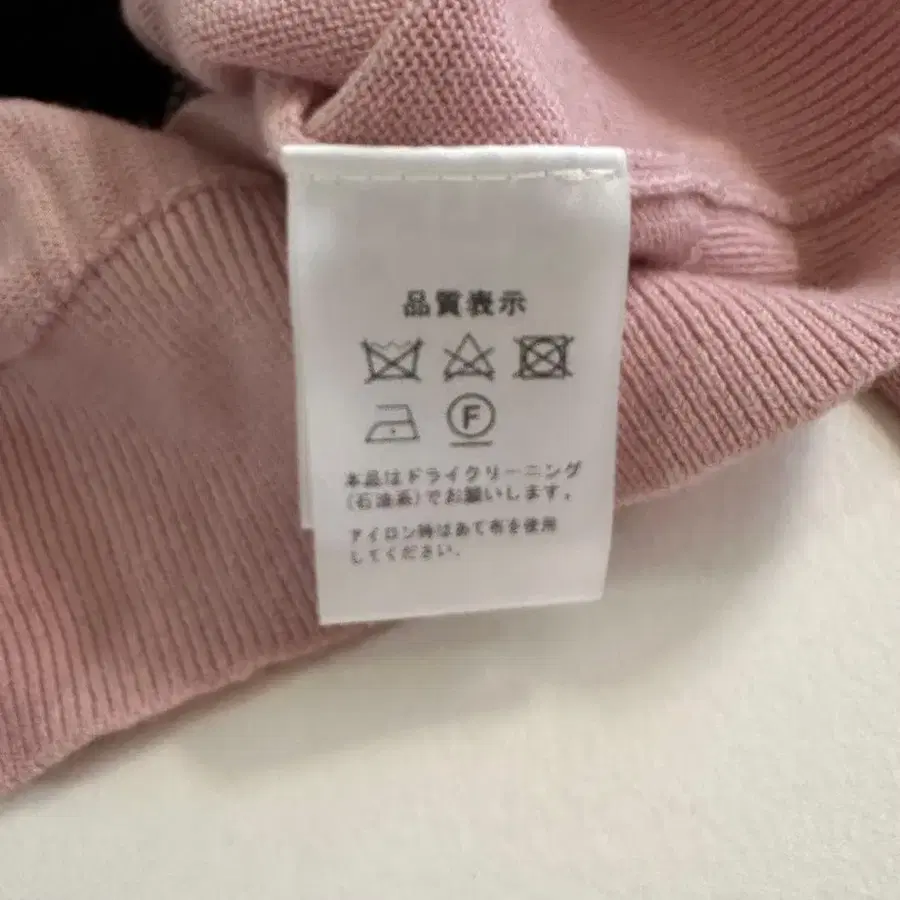 品質表示
F
本品はドライクリーニング
(石油系)でお願いします。
アイロン時はあて布を使用
してください。